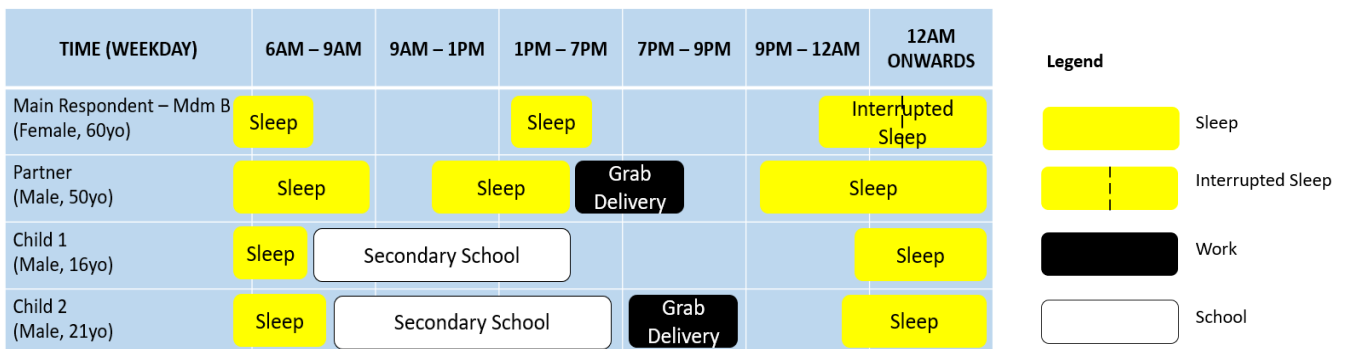 TIME (WEEKDAY) 6AM – 9AM 9AM – 1PM 1PM – 7PM 7PM – 9PM 9PM – 12AM 12AM
ONWARDS
Legend
Main Respondent – Mdm B
(Female, 60yo)
Sleep Sleep Interrupted
Sleep
Sleep
Partner
(Male, 50yo)
Sleep Sleep Grab
Delivery
Sleep
Interrupted Sleep
Child 1
(Male, 16yo)
Sleep Secondary School Sleep
Work
Child 2
(Male, 21yo)
Sleep Secondary School Grab
Delivery
Sleep
School